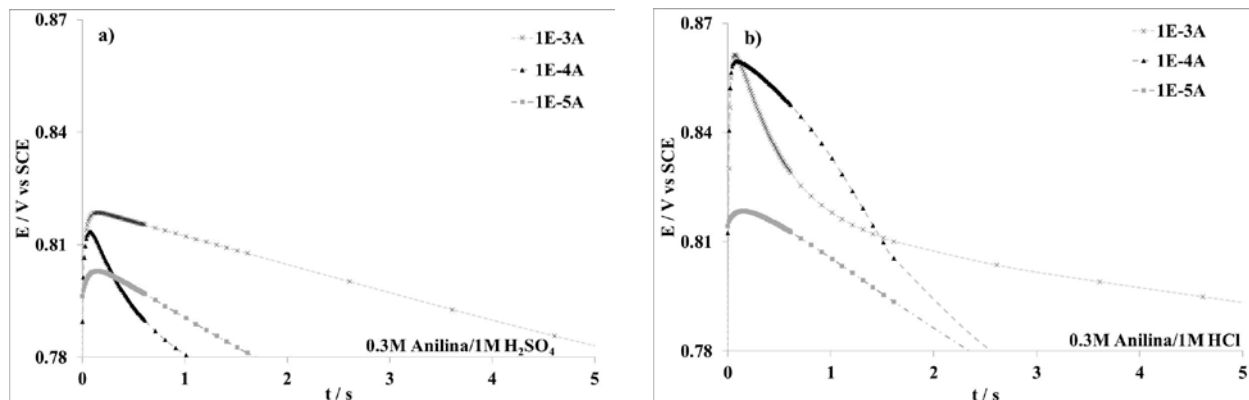 a)
0.87
0.84
0.81
0.78
E / V vs SCE
1E-3A
1E-4A
1E-5A
0.3M Anilina/1M H₂SO₄
0 1 2 3 4 5
t / s
b)
0.87
0.84
0.81
0.78
E / V vs SCE
1E-3A
1E-4A
1E-5A
0.3M Anilina/1M HCl
0 1 2 3 4 5
t / s